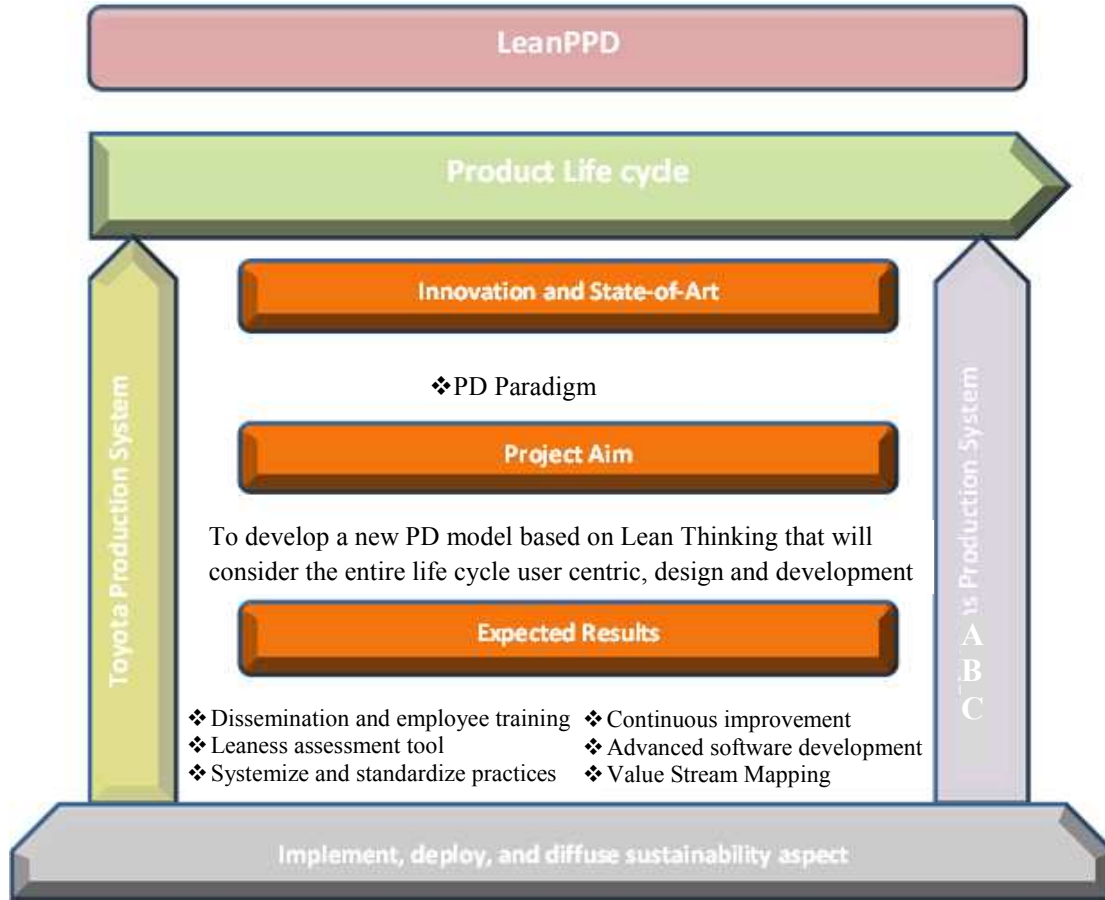 LeanPPD
Product Life cycle
Innovation and State-of-Art
❖PD Paradigm
Project Aim
To develop a new PD model based on Lean Thinking that will
consider the entire life cycle user centric, design and development
Expected Results
❖ Dissemination and employee training
❖ Leaness assessment tool
❖ Systemize and standardize practices
❖ Continuous improvement
❖ Advanced software development
❖ Value Stream Mapping
Toyota Production System
Production System
A
B
C
Implement, deploy, and diffuse sustainability aspect